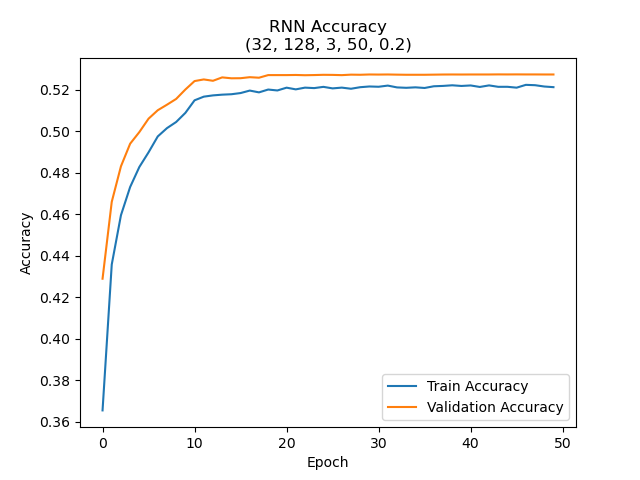 RNN Accuracy
(32, 128, 3, 50, 0.2)
Accuracy
0.52
0.50
0.48
0.46
0.44
0.42
0.40
0.38
0.36
Train Accuracy
Validation Accuracy
0 10 20 30 40 50
Epoch